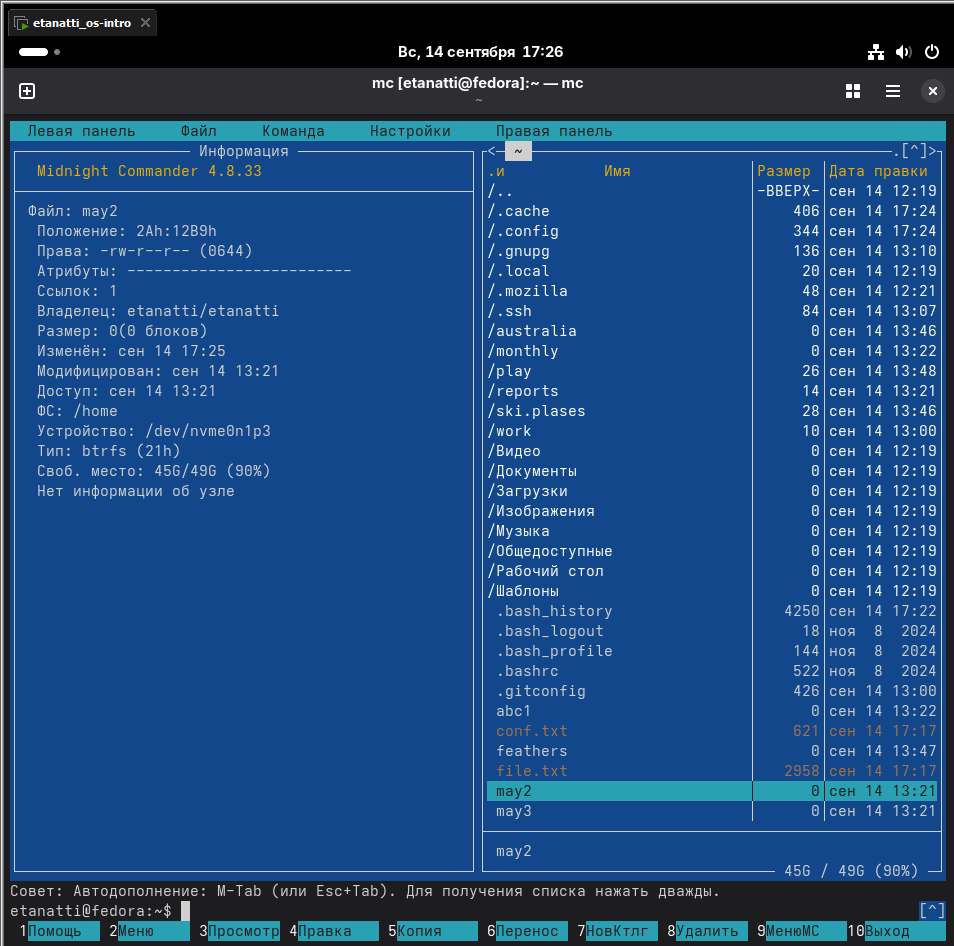 etanatti_os-intro
Вс, 14 сентября 17:26
mc [etanatti@fedora]:~ — mc
~
Левая панель Файл Команда Настройки Правая панель
Информация
Midnight Commander 4.8.33
Файл: may2
Положение: 2Ah:12B9h
Права: -rw-r--r-- (0644)
Атрибуты: -------------------------
Ссылок: 1
Владелец: etanatti/etanatti
Размер: 0(0 блоков)
Изменён: сен 14 17:25
Модифицирован: сен 14 13:21
Доступ: сен 14 13:21
ФС: /home
Устройство: /dev/nvme0n1p3
Тип: btrfs (21h)
Своб. место: 45G/49G (90%)
Нет информации об узле
<─ ~ .[^]>
.и Имя Размер Дата правки
/.. -ВВЕРХ- сен 14 12:19
/.cache 406 сен 14 17:24
/.config 344 сен 14 17:24
/.gnupg 136 сен 14 13:10
/.local 20 сен 14 12:19
/.mozilla 48 сен 14 12:21
/.ssh 84 сен 14 13:07
/australia 0 сен 14 13:46
/monthly 0 сен 14 13:22
/play 26 сен 14 13:48
/reports 14 сен 14 13:21
/ski.plases 28 сен 14 13:46
/work 10 сен 14 13:00
/Видео 0 сен 14 12:19
/Документы 0 сен 14 12:19
/Загрузки 0 сен 14 12:19
/Изображения 0 сен 14 12:19
/Музыка 0 сен 14 12:19
/Общедоступные 0 сен 14 12:19
/Рабочий стол 0 сен 14 12:19
/Шаблоны 0 сен 14 12:19
.bash_history 4250 сен 14 17:22
.bash_logout 18 ноя 8 2024
.bash_profile 144 ноя 8 2024
.bashrc 522 ноя 8 2024
.gitconfig 426 сен 14 13:00
abc1 0 сен 14 13:22
conf.txt 621 сен 14 17:17
feathers 0 сен 14 13:47
file.txt 2958 сен 14 17:17
may2 0 сен 14 13:21
may3 0 сен 14 13:21
may2
45G / 49G (90%)
Совет: Автодополнение: M-Tab (или Esc+Tab). Для получения списка нажать дважды.
etanatti@fedora:~$ [^]
1Помощь 2Меню 3Просмотр 4Правка 5Копия 6Перенос 7НовКтлг 8Удалить 9МенюМС 10Выход